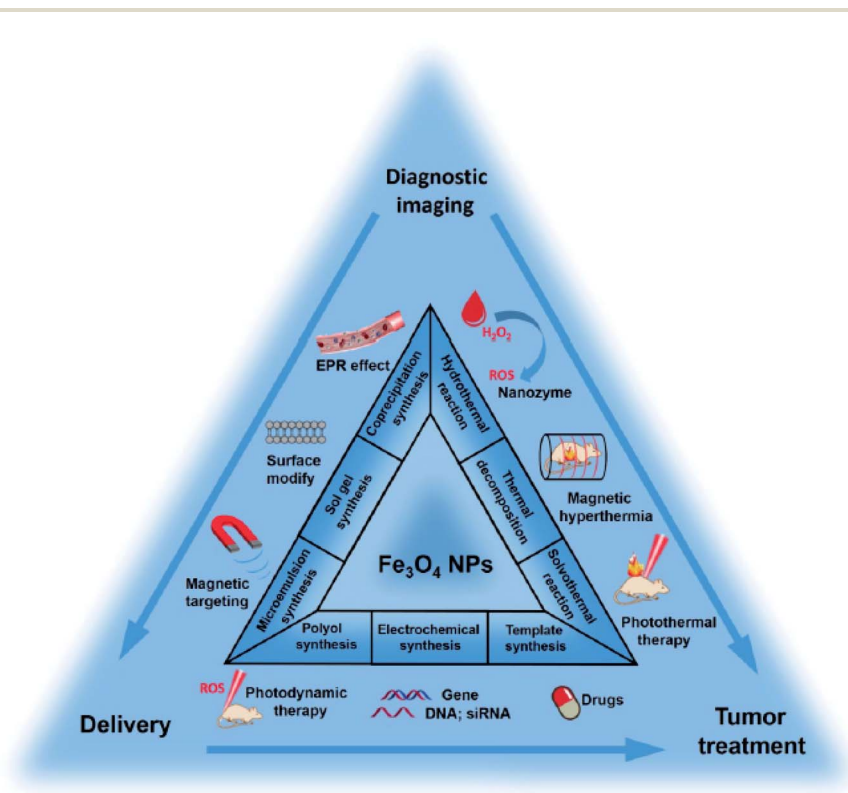 Diagnostic
imaging
EPR effect
H₂O₂
ROS
Nanozyme
Surface
modify
Magnetic
hyperthermia
Magnetic
targeting
Photothermal
therapy
Coprecipitation
synthesis
Sol gel
synthesis
Microemulsion
synthesis
Hydrothermal
reaction
Thermal
decomposition
Solvothermal
reaction
Fe₃O₄ NPs
Polyol
synthesis
Electrochemical
synthesis
Template
synthesis
ROS
Photodynamic
therapy
Gene
DNA; siRNA
Drugs
Delivery
Tumor
treatment